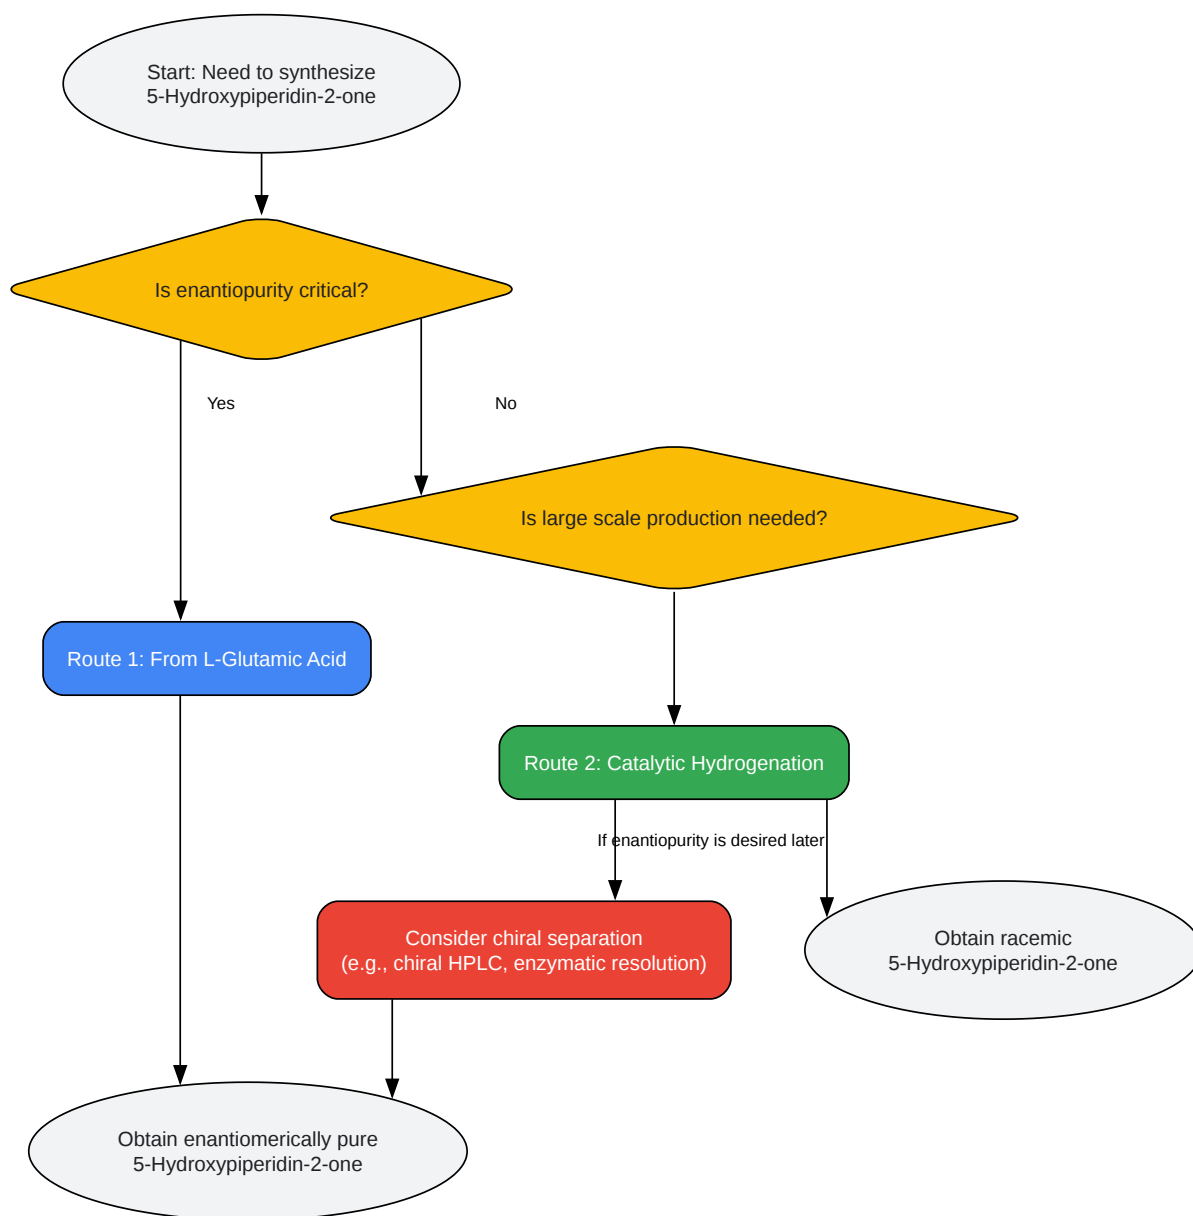 Start: Need to synthesize
5-Hydroxypiperidin-2-one
Is enantiopurity critical?
Yes
No
Is large scale production needed?
Route 1: From L-Glutamic Acid
Route 2: Catalytic Hydrogenation
If enantiopurity is desired later
Consider chiral separation
(e.g., chiral HPLC, enzymatic resolution)
Obtain racemic
5-Hydroxypiperidin-2-one
Obtain enantiomerically pure
5-Hydroxypiperidin-2-one